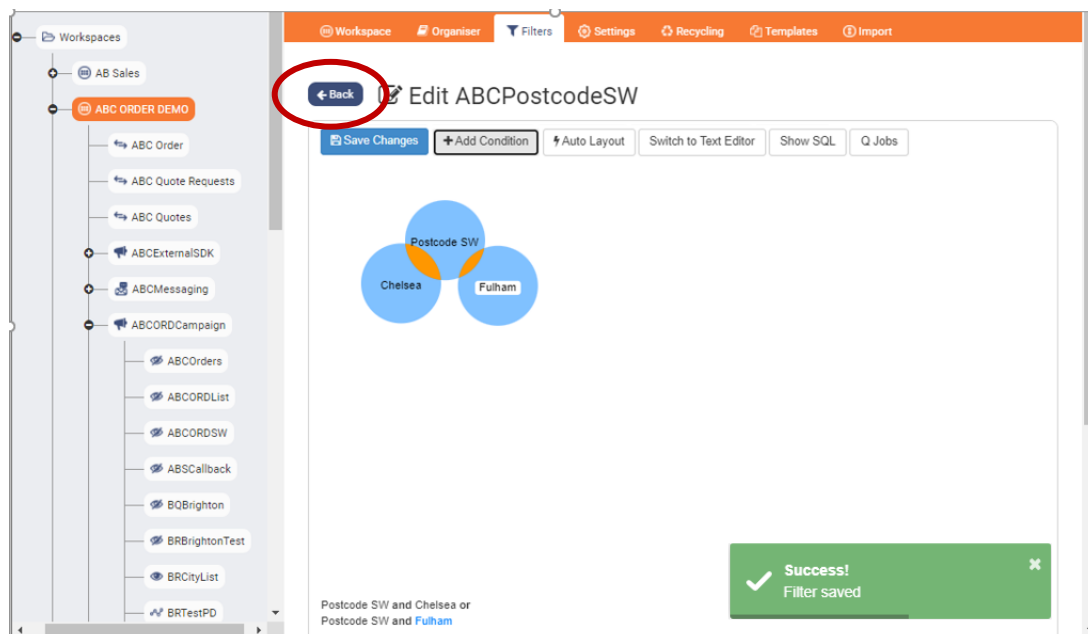 Workspaces
AB Sales
ABC ORDER DEMO
ABC Order
ABC Quote Requests
ABC Quotes
ABCExternalSDK
ABCMessaging
ABCORDCampaign
ABCOrders
ABCORDList
ABCORDSW
ABSCallback
BQBrighton
BRBrightonTest
BRCityList
BRTestPD
Workspace Organiser Filters Settings Recycling Templates Import
Back Edit ABCPostcodeSW
Save Changes +Add Condition Auto Layout Switch to Text Editor Show SQL Q Jobs
Postcode SW
Chelsea Fulham
Success!
Filter saved
Postcode SW and Chelsea or
Postcode SW and Fulham